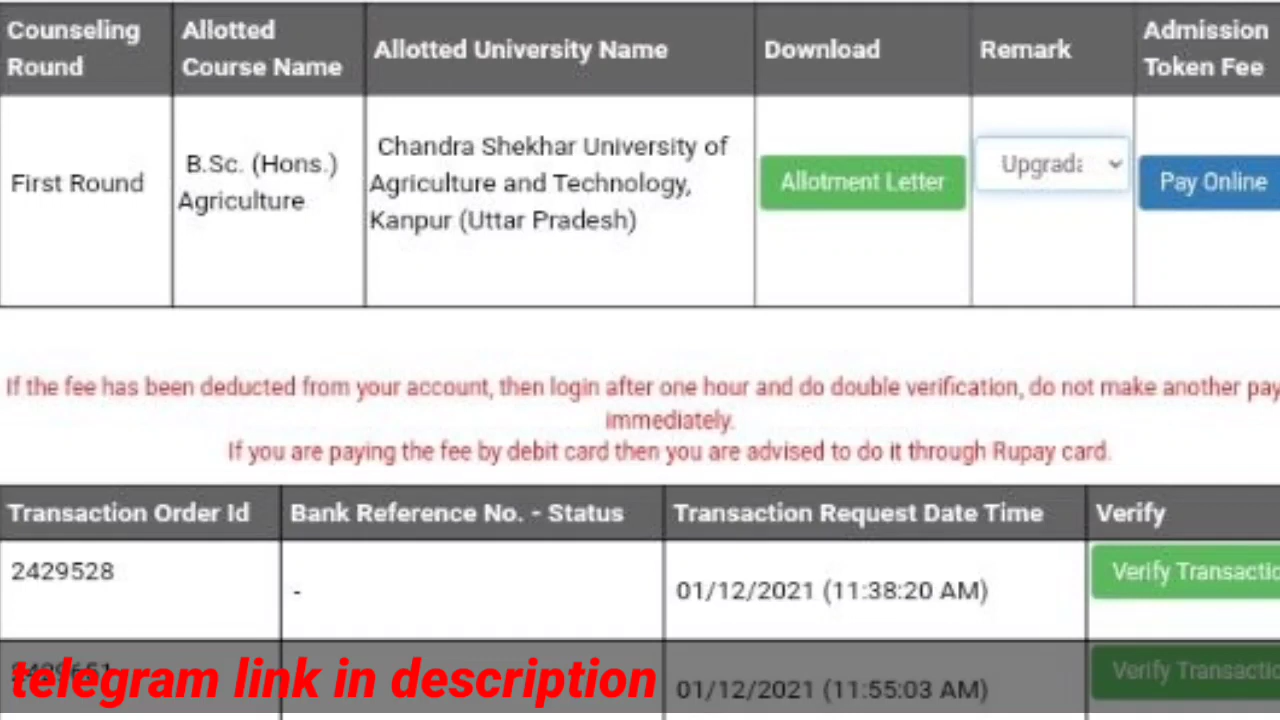 Counseling Round
Allotted Course Name
Allotted University Name
Download
Remark
Admission Token Fee
First Round
B.Sc. (Hons.)
Agriculture
Chandra Shekhar University of
Agriculture and Technology,
Kanpur (Uttar Pradesh)
Allotment Letter
Upgrada
Pay Online
If the fee has been deducted from your account, then login after one hour and do double verification, do not make another pay
immediately.
If you are paying the fee by debit card then you are advised to do it through Rupay card.
Transaction Order Id
Bank Reference No. - Status
Transaction Request Date Time
Verify
2429528
-
01/12/2021 (11:38:20 AM)
Verify Transactio
telegram link in description
01/12/2021 (11:55:03 AM)
Verify Transactio